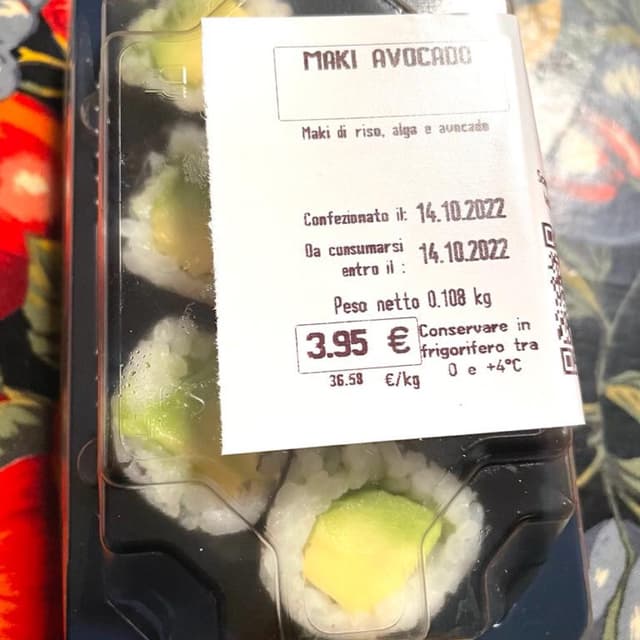 MAKI AVOCADO
Maki di riso, alga e avocado
Confezionato il: 14.10.2022
Da consumarsi entro il : 14.10.2022
Peso netto 0.108 kg
3.95 €
36.58 €/kg
Conservare in
frigorifero tra
0 e +4°C